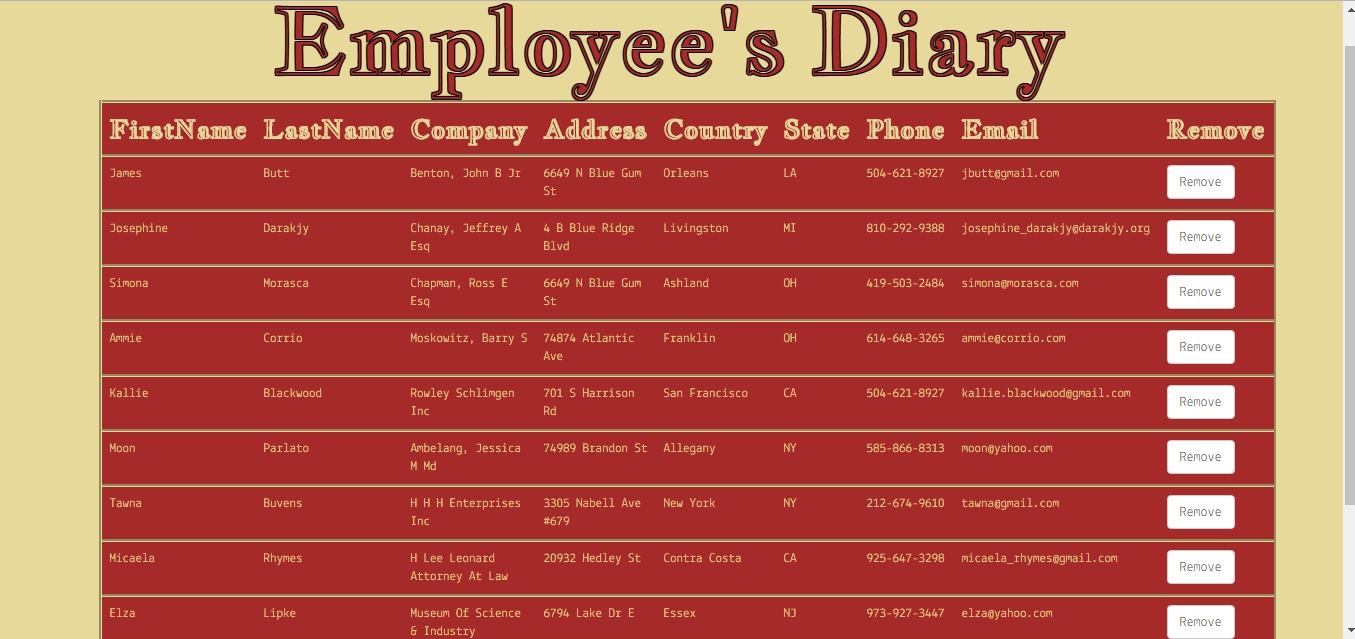 Employee's Diary
FirstName LastName Company Address Country State Phone Email Remove
James Butt Benton, John B Jr 6649 N Blue Gum Orleans LA 504-621-8927 jbutt@gmail.com Remove
St
Josephine Darakjy Chanay, Jeffrey A 4 B Blue Ridge Livingston MI 810-292-9388 josephine_darakjy@darakjy.org Remove
Esq Blvd
Simona Morasca Chapman, Ross E 6649 N Blue Gum Ashland OH 419-503-2484 simona@morasca.com Remove
Esq St
Ammie Corrio Moskowitz, Barry S 74874 Atlantic Franklin OH 614-648-3265 ammie@corrio.com Remove
Ave
Kallie Blackwood Rowley Schlimgen 701 S Harrison San Francisco CA 504-621-8927 kallie.blackwood@gmail.com Remove
Inc Rd
Moon Parlato Ambelang, Jessica 74989 Brandon St Allegany NY 585-866-8313 moon@yahoo.com Remove
M Md
Tawna Buvens H H H Enterprises 3305 Nabell Ave New York NY 212-674-9610 tawna@gmail.com Remove
Inc #679
Micaela Rhymes H Lee Leonard 20932 Hedley St Contra Costa CA 925-647-3298 micaela_rhymes@gmail.com Remove
Attorney At Law
Elza Lipke Museum Of Science 6794 Lake Dr E Essex NJ 973-927-3447 elza@yahoo.com Remove
& Industry